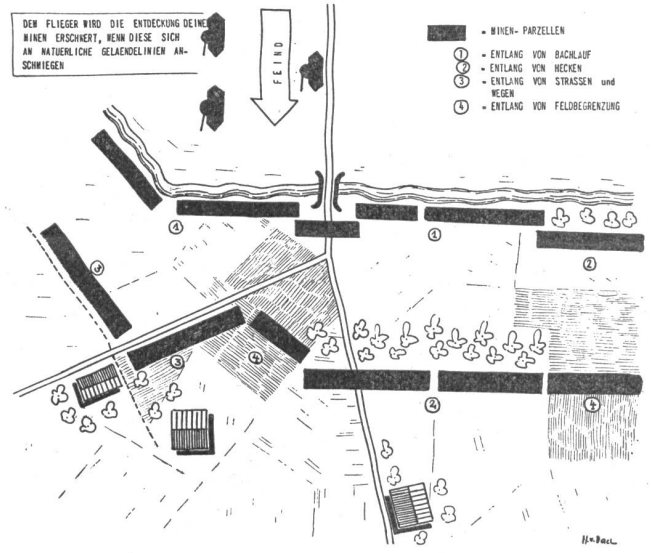 DEM FLIEGER WIRD DIE ENTDECKUNG DEINER
MINEN ERSCHWERT, WENN DIESE SICH
AN NATUERLICHE GELAENDELINIEN AN-
SCHMIEGEN
FEIND
- MINEN-PARZELLEN
1 - ENTLANG VON BACHLAUF
2 - ENTLANG VON HECKEN
3 - ENTLANG VON STRASSEN und
WEGEN
4 - ENTLANG VON FELDBEGRENZUNG
1
1
2
3
3
4
2
4
H.v.Dach